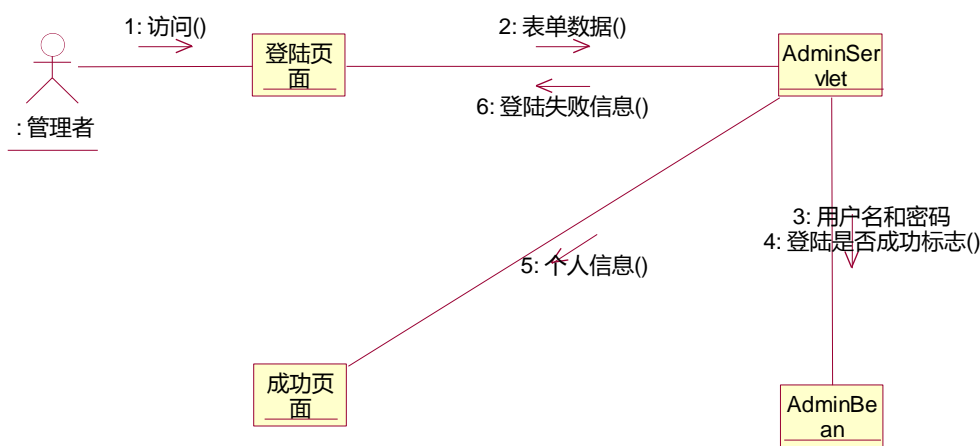 1: 访问()
2: 表单数据()
登陆页
面
AdminSer
vlet
6: 登陆失败信息()
: 管理者
3: 用户名和密码
4: 登陆是否成功标志()
5: 个人信息()
成功页
面
AdminBe
an